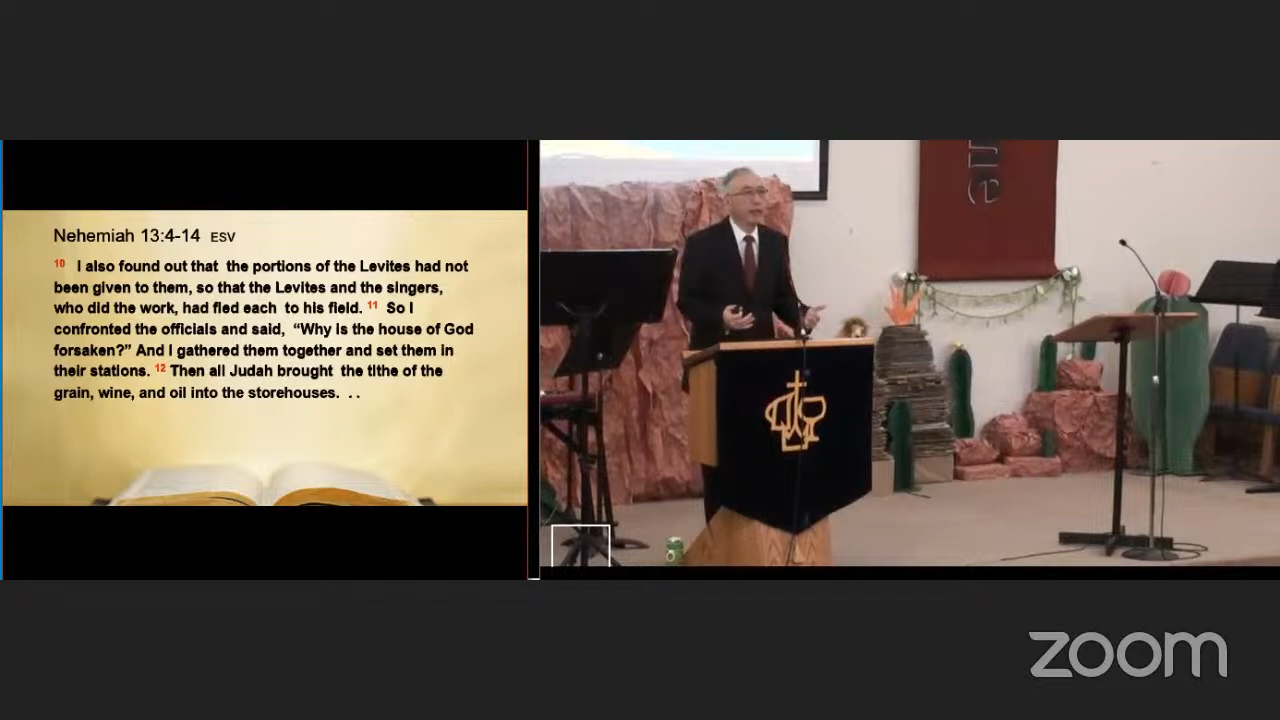 Nehemiah 13:4-14 ESV
10 I also found out that the portions of the Levites had not
been given to them, so that the Levites and the singers,
who did the work, had fled each to his field. 11 So I
confronted the officials and said, “Why is the house of God
forsaken?” And I gathered them together and set them in
their stations. 12 Then all Judah brought the tithe of the
grain, wine, and oil into the storehouses. . .
zoom